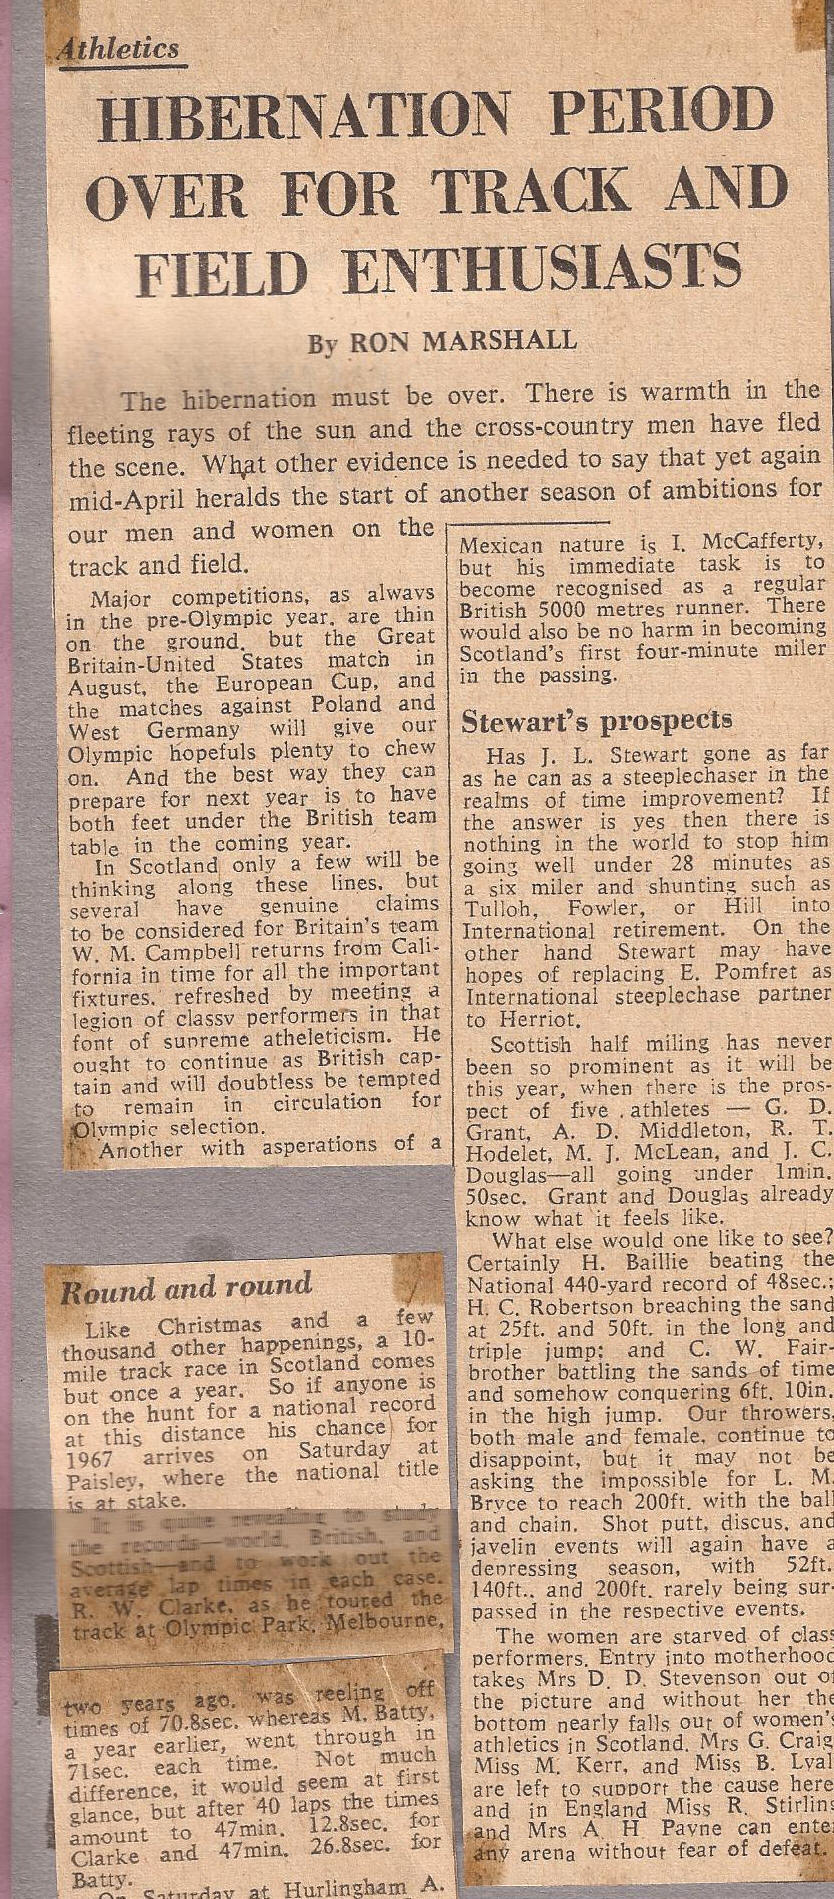 Athletics
HIBERNATION PERIOD
OVER FOR TRACK AND
FIELD ENTHUSIASTS
By RON MARSHALL
The hibernation must be over. There is warmth in the
fleeting rays of the sun and the cross-country men have fled
the scene. What other evidence is needed to say that yet again
mid-April heralds the start of another season of ambitions for
our men and women on the
track and field.
Major competitions, as always
in the pre-Olympic year, are thin
on the ground, but the Great
Britain-United States match in
August, the European Cup, and
the matches against Poland and
West Germany will give our
Olympic hopefuls plenty to chew
on. And the best way they can
prepare for next year is to have
both feet under the British team
table in the coming year.
In Scotland only a few will be
thinking along these lines, but
several have genuine claims
to be considered for Britain's team
W. M. Campbell returns from Cali-
fornia in time for all the important
fixtures, refreshed by meeting a
legion of classy performers in that
font of supreme atheleticism. He
ought to continue as British cap-
tain and will doubtless be tempted
to remain in circulation for
Olympic selection.
Another with asperations of a
Mexican nature is I. McCafferty,
but his immediate task is to
become recognised as a regular
British 5000 metres runner. There
would also be no harm in becoming
Scotland's first four-minute miler
in the passing.
Stewart's prospects
Has J. L. Stewart gone as far
as he can as a steeplechaser in the
realms of time improvement? If
the answer is yes then there is
nothing in the world to stop him
going well under 28 minutes as
a six miler and shunting such as
Tulloh, Fowler, or Hill into
International retirement. On the
other hand Stewart may have
hopes of replacing E. Pomfret as
International steeplechase partner
to Herriot.
Scottish half miling has never
been so prominent as it will be
this year, when there is the pros-
pect of five athletes — G. D.
Grant, A. D. Middleton, R. T.
Hodelet, M. J. McLean, and J. C.
Douglas—all going under 1min.
50sec. Grant and Douglas already
know what it feels like.
What else would one like to see?
Certainly H. Baillie beating the
National 440-yard record of 48sec.;
H. C. Robertson breaching the sand
at 25ft. and 50ft. in the long and
triple jump; and C. W. Fair-
brother battling the sands of time
and somehow conquering 6ft. 10in.
in the high jump. Our throwers,
both male and female, continue to
disappoint, but it may not be
asking the impossible for L. M.
Bryce to reach 200ft. with the ball
and chain. Shot putt, discus, and
javelin events will again have a
depressing season, with 52ft.
140ft., and 200ft. rarely being sur-
passed in the respective events.
The women are starved of class
performers. Entry into motherhood
takes Mrs D. D. Stevenson out of
the picture and without her the
bottom nearly falls out of women's
athletics in Scotland. Mrs G. Craig
Miss M. Kerr, and Miss B. Lyal
are left to support the cause here
and in England Miss R. Stirling
and Mrs A. H Payne can enter
any arena without fear of defeat.
Round and round
Like Christmas and a few
thousand other happenings, a 10-
mile track race in Scotland comes
but once a year. So if anyone is
on the hunt for a national record
at this distance his chance for
1967 arrives on Saturday at
Paisley, where the national title
is at stake.
It is quite revealing to study
the records—world, British, and
Scottish—and to work out the
average lap times in each case.
R. W. Clarke, as he toured the
track at Olympic Park, Melbourne,
two years ago, was reeling off
times of 70.8sec. whereas M. Batty,
a year earlier, went through in
71sec. each time. Not much
difference, it would seem at first
glance, but after 40 laps the times
amount to 47min. 12.8sec. for
Clarke and 47min. 26.8sec. for
Batty.
On Saturday at Hurlingham A.